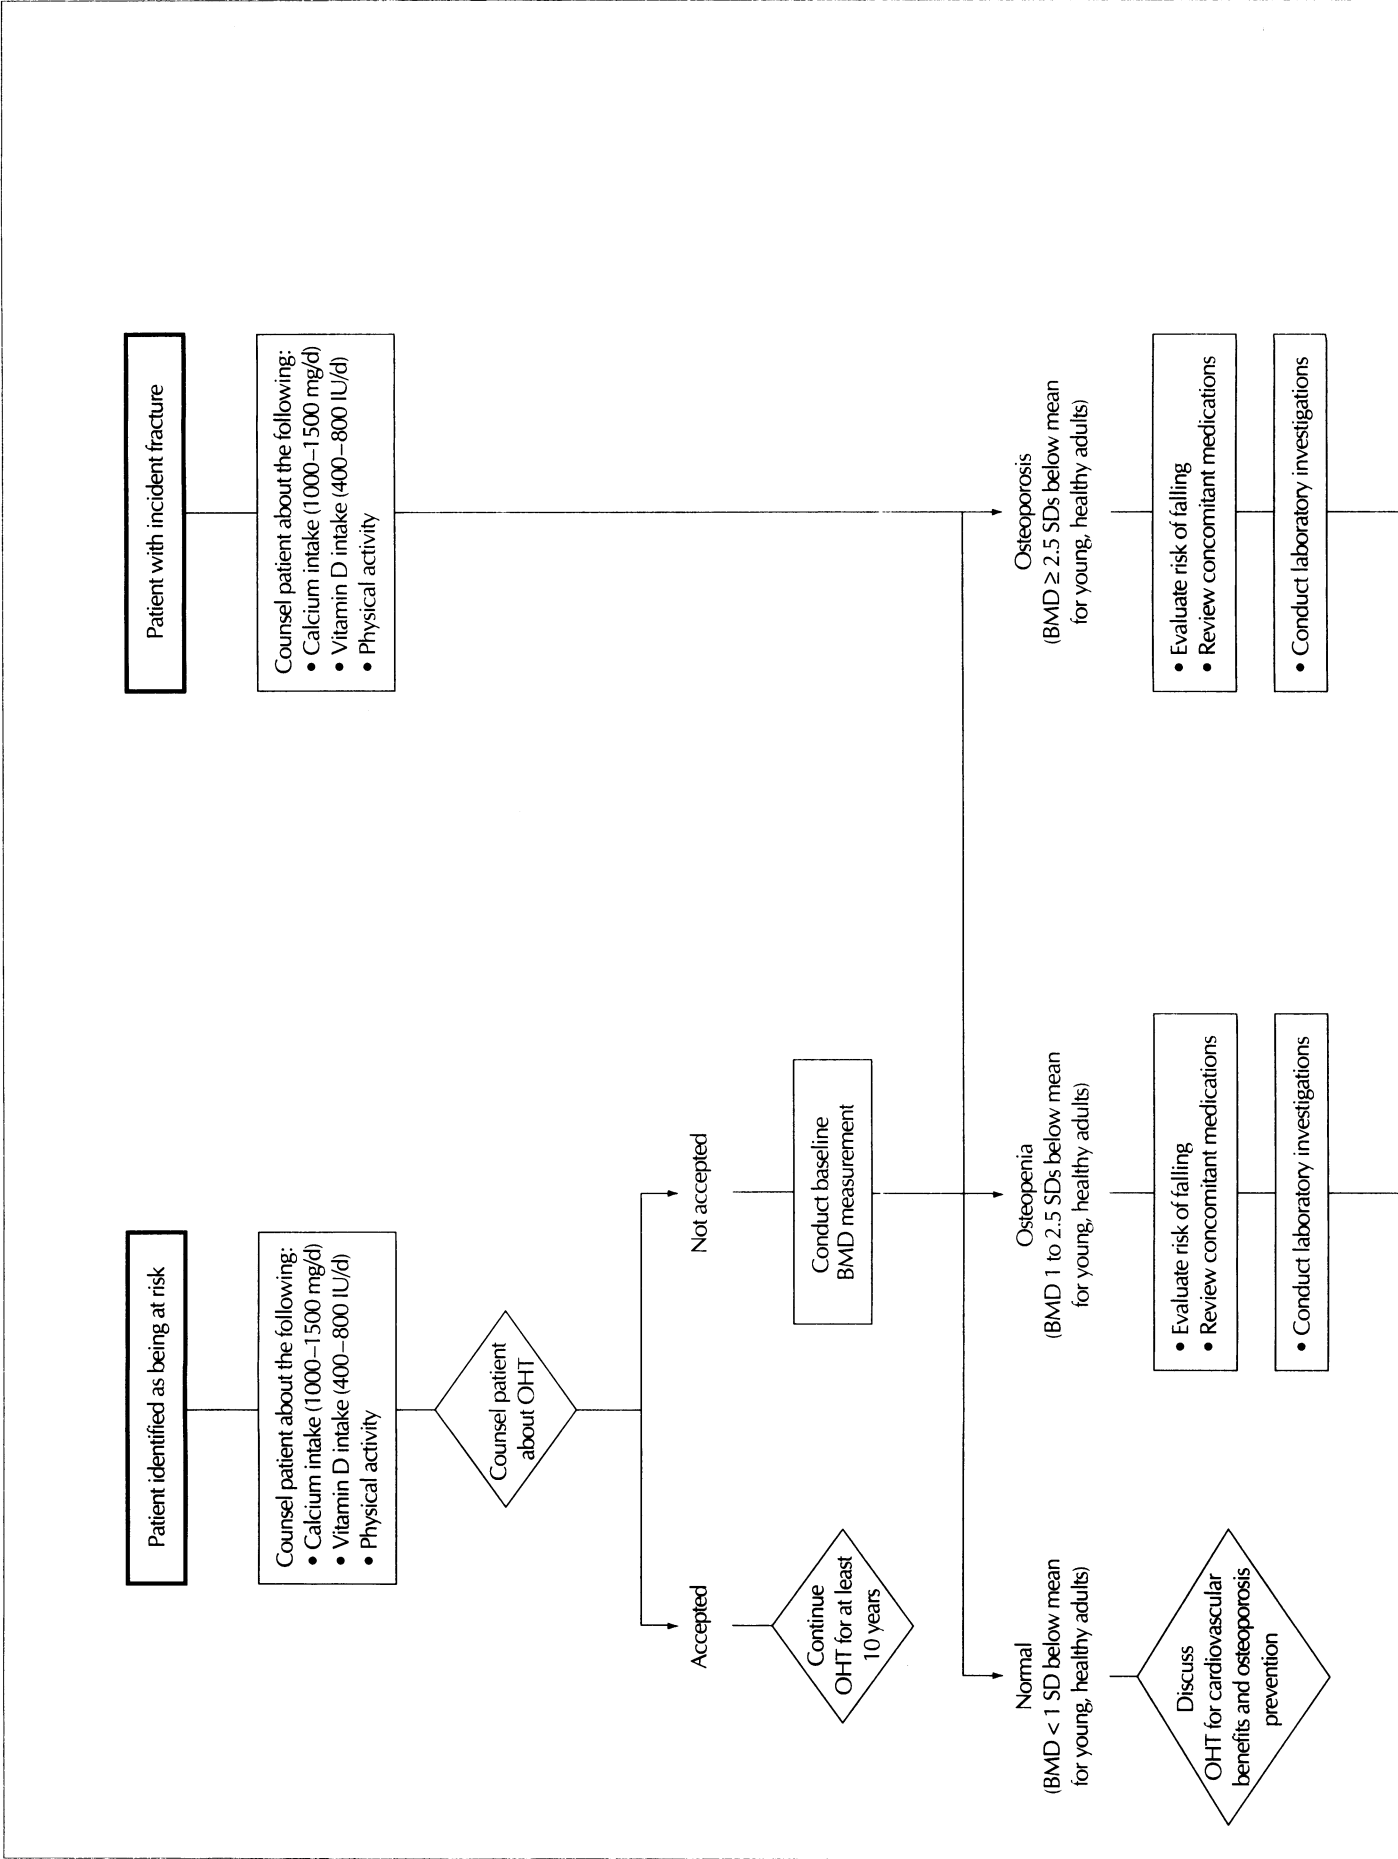 Patient identified as being at risk
Counsel patient about the following:
• Calcium intake (1000–1500 mg/d)
• Vitamin D intake (400–800 IU/d)
• Physical activity
Counsel patient
about OHT
Accepted
Continue
OHT for at least
10 years
Not accepted
Conduct baseline
BMD measurement
Patient with incident fracture
Counsel patient about the following:
• Calcium intake (1000–1500 mg/d)
• Vitamin D intake (400–800 IU/d)
• Physical activity
Normal
(BMD < 1 SD below mean
for young, healthy adults)
Discuss
OHT for cardiovascular
benefits and osteoporosis
prevention
Osteopenia
(BMD 1 to 2.5 SDs below mean
for young, healthy adults)
• Evaluate risk of falling
• Review concomitant medications
• Conduct laboratory investigations
Osteoporosis
(BMD ≥ 2.5 SDs below mean
for young, healthy adults)
• Evaluate risk of falling
• Review concomitant medications
• Conduct laboratory investigations